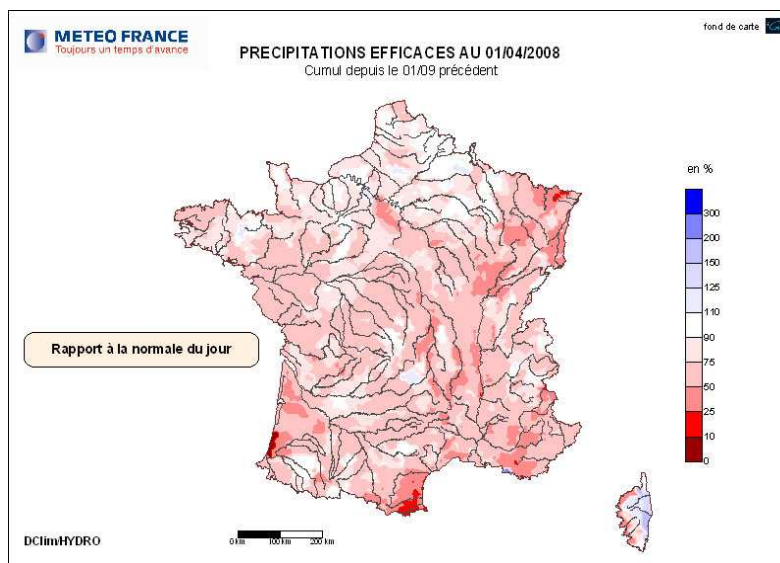 METEO FRANCE
Toujours un temps d'avance
fond de carte
PRECIPITATIONS EFFICACES AU 01/04/2008
Cumul depuis le 01/09 précédent
en %
300
200
150
125
110
90
75
50
25
10
0
Rapport à la normale du jour
DClim/HYDRO
0 km
100 km
200 km